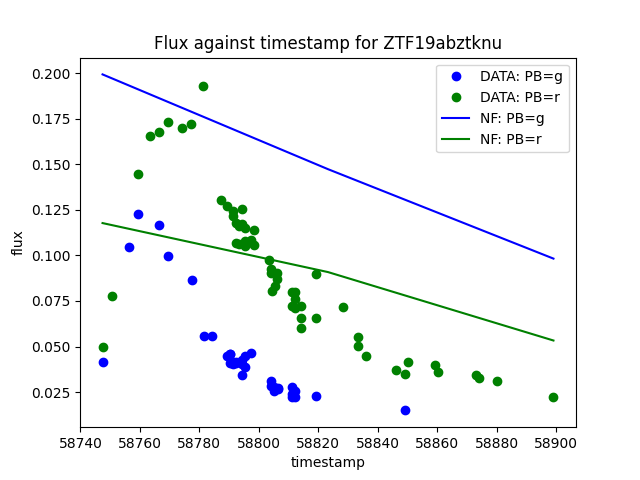 Flux against timestamp for ZTF19abztknu
DATA: PB=g
DATA: PB=r
NF: PB=g
NF: PB=r
flux
0.200
0.175
0.150
0.125
0.100
0.075
0.050
0.025
58740 58760 58780 58800 58820 58840 58860 58880 58900
timestamp